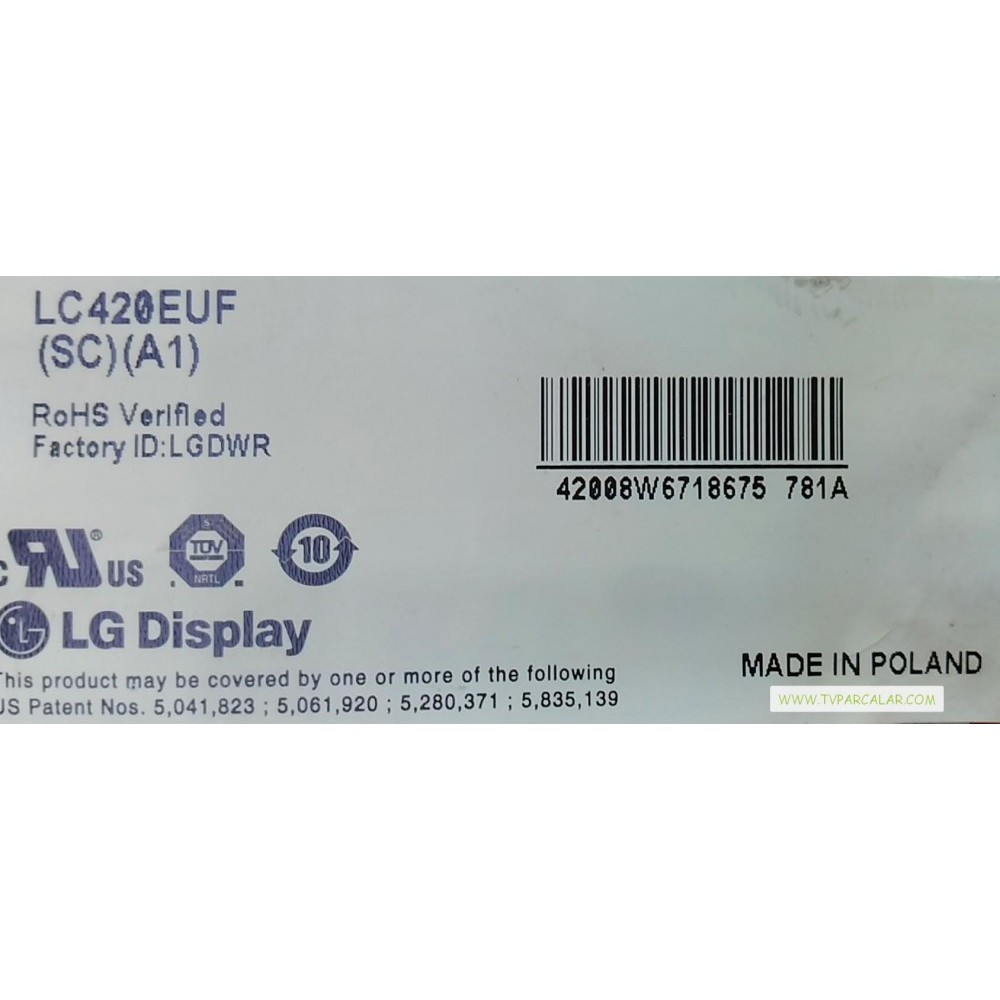 LC420EUF
(SC)(A1)
RoHS Verified
Factory ID:LGDWR
42008W6718675 781A
c RU ® US
S TUV NRTL
10
LG Display
This product may be covered by one or more of the following
US Patent Nos. 5,041,823 ; 5,061,920 ; 5,280,371 ; 5,835,139
MADE IN POLAND
WWW.TVPARCALAR.COM